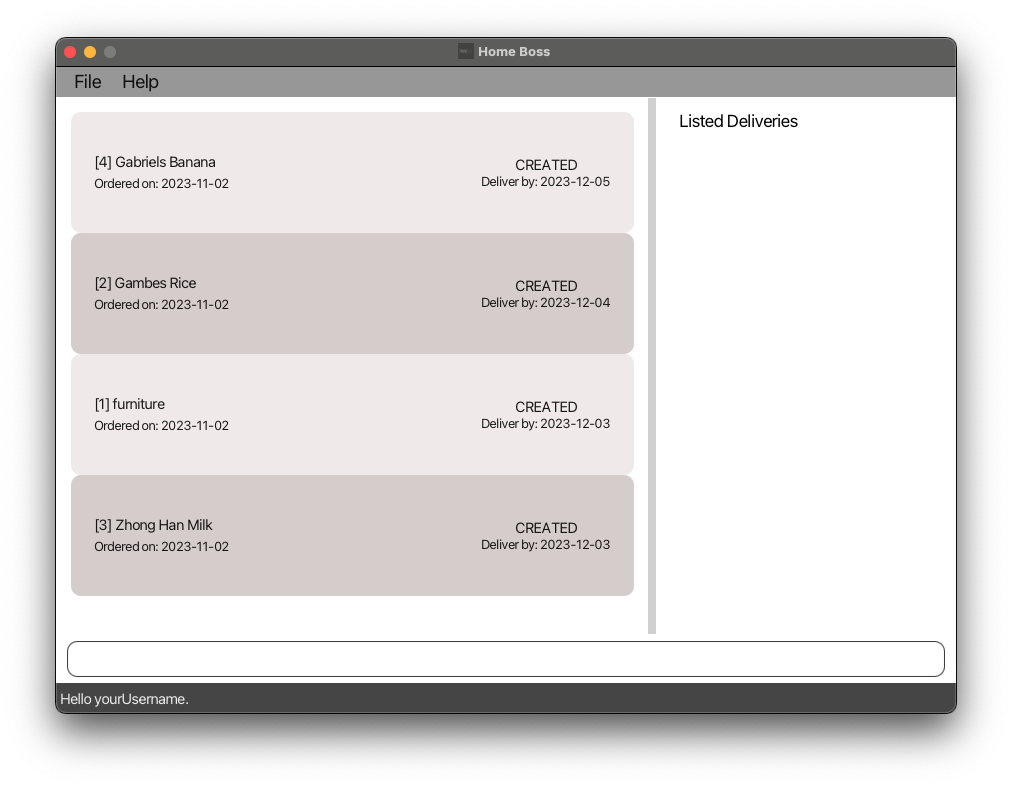 Home Boss
File Help
Listed Deliveries
[4] Gabriels Banana
Ordered on: 2023-11-02
CREATED
Deliver by: 2023-12-05
[2] Gambes Rice
Ordered on: 2023-11-02
CREATED
Deliver by: 2023-12-04
[1] furniture
Ordered on: 2023-11-02
CREATED
Deliver by: 2023-12-03
[3] Zhong Han Milk
Ordered on: 2023-11-02
CREATED
Deliver by: 2023-12-03
Hello yourUsername.